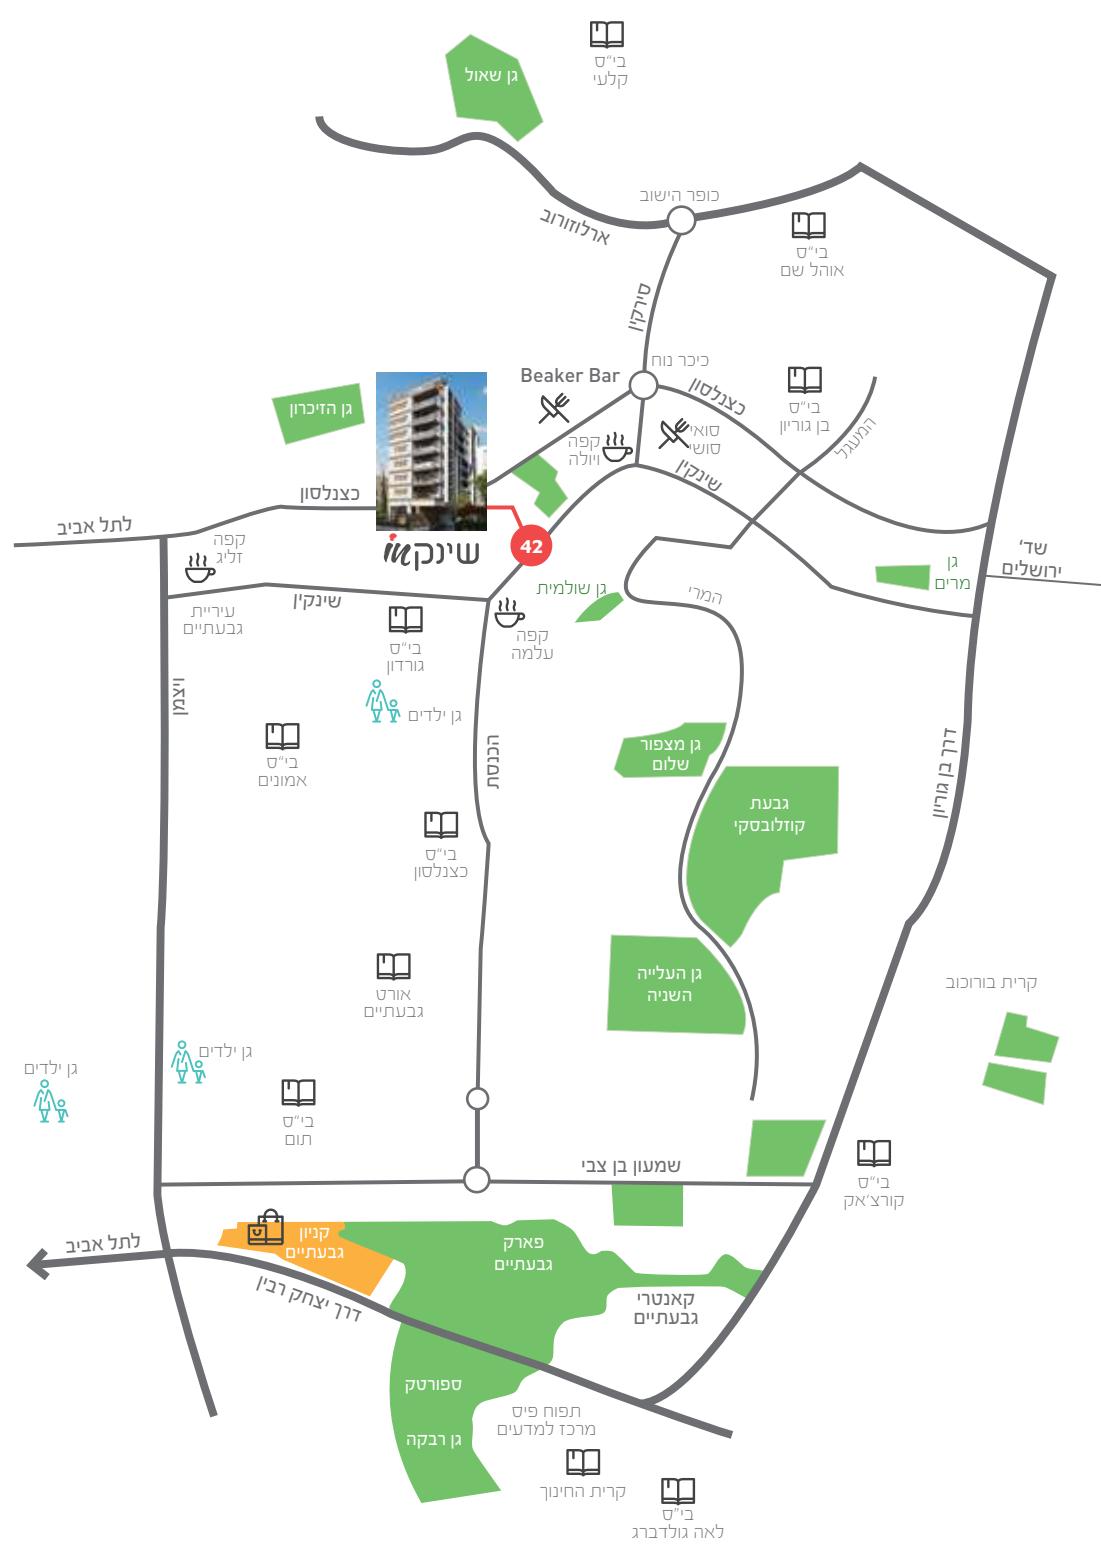 בי״ס
קלעי
גן שאול
כופר הישוב
ארלוזורוב
בי״ס
אוהל שם
סירקין
כיכר נוח
Beaker Bar
כצנלסון
בי״ס
בן גוריון
המעגל
גן הזיכרון
סואי
סושי
קפה
ויולה
שינקין
כצנלסון
לתל אביב
קפה
זליג
שינקin
42
שד׳
ירושלים
גן
מרים
גן שולמית
המרי
שינקין
עיריית
גבעתיים
בי״ס
גורדון
קפה
עלמה
ויצמן
גן ילדים
בי״ס
אמונים
הכנסת
גן מצפור
שלום
דרך בן גוריון
גבעת
קוזלובסקי
בי״ס
כצנלסון
גן העלייה
השניה
אורט
גבעתיים
קרית בורוכוב
גן ילדים
גן ילדים
בי״ס
תום
שמעון בן צבי
בי״ס
קורצ׳אק
לתל אביב
קניון
גבעתיים
פארק
גבעתיים
דרך יצחק רבין
קאנטרי
גבעתיים
ספורטק
גן רבקה
תפוח פיס
מרכז למדעים
קרית החינוך
בי״ס
לאה גולדברג